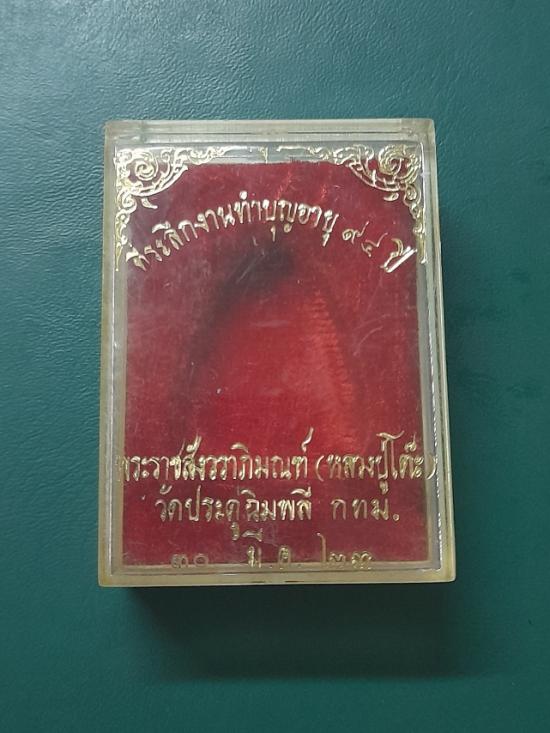 ที่ระลึกงานทำบุญอายุ ๙๔ ปี
พระราชสังวราภิมณฑ์ (หลวงปู่โต๊ะ)
วัดประดู่ฉิมพลี กทม.
๓๐ มี.ค. ๒๓